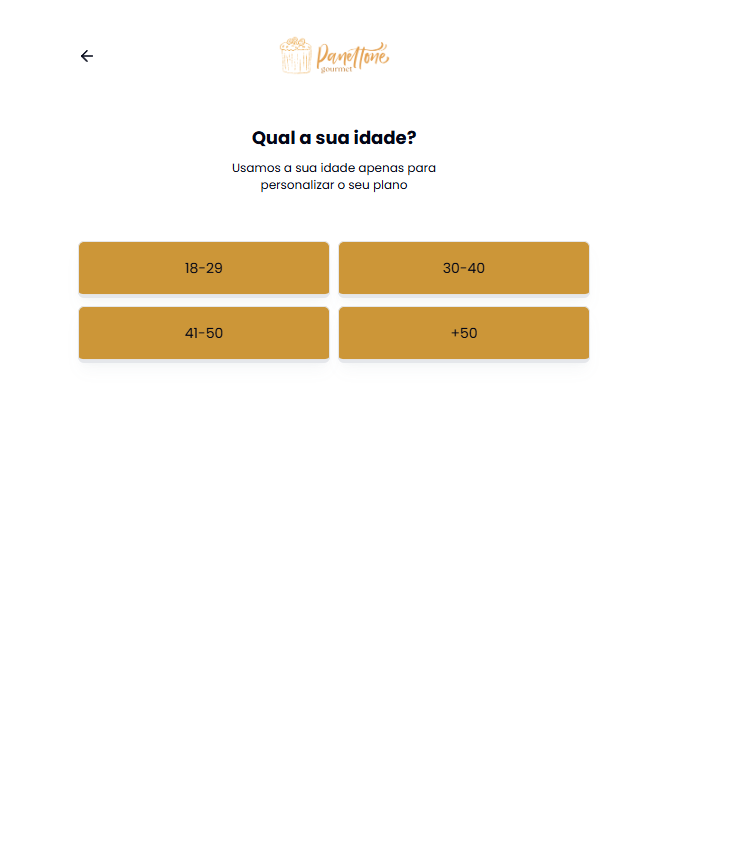 Panettone
gourmet
Qual a sua idade?
Usamos a sua idade apenas para
personalizar o seu plano
18-29
30-40
41-50
+50